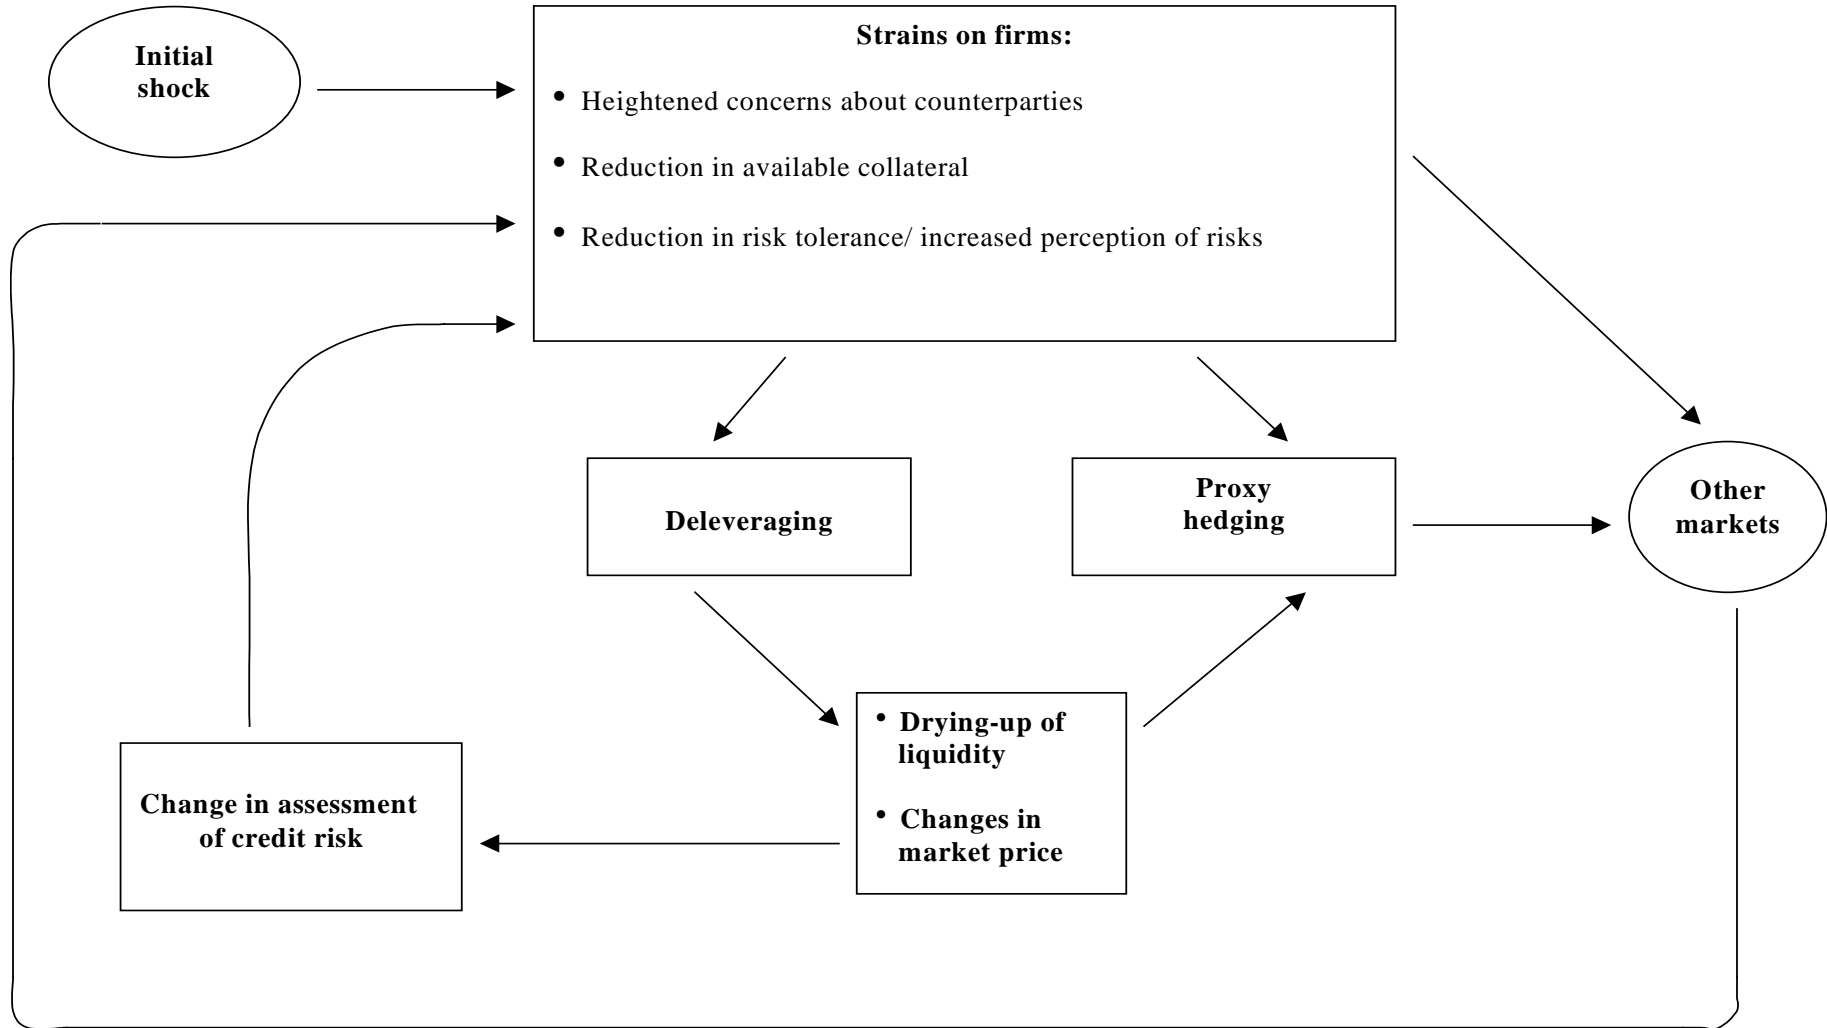 Initial
shock
Strains on firms:
• Heightened concerns about counterparties
• Reduction in available collateral
• Reduction in risk tolerance/ increased perception of risks
Deleveraging
Proxy
hedging
Other
markets
• Drying-up of
liquidity
• Changes in
market price
Change in assessment
of credit risk